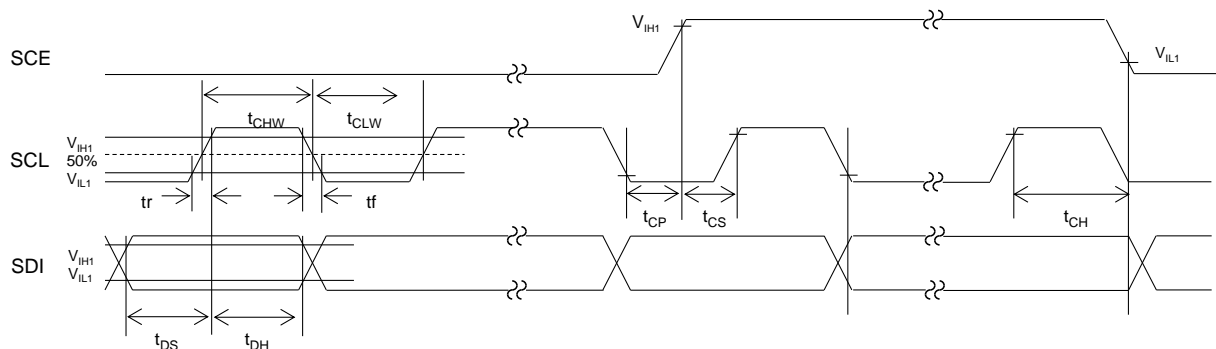 V_IH1
SCE
V_IL1
t_CHW
t_CLW
V_IH1
SCL
50%
V_IL1
tr
tf
t_CP
t_CS
t_CH
SDI
V_IH1
V_IL1
t_DS
t_DH